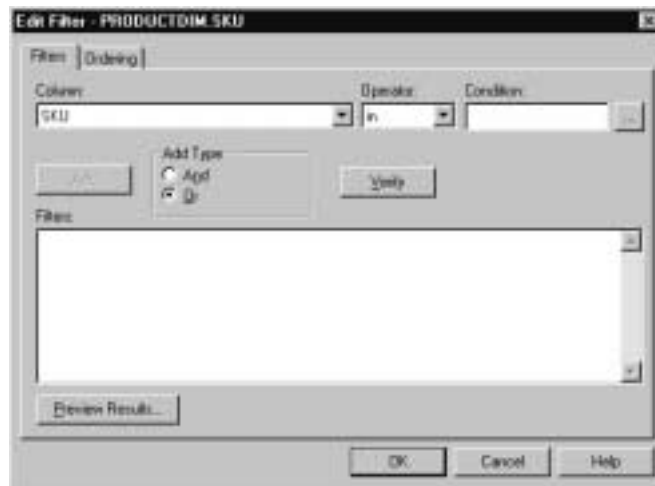 Edit Filter - PRODUCTDIM.SKU
Filters Ordering
Column: Operator: Condition:
SKU in ...
Add Type
And
Or
Verify
Filters:
Preview Results...
OK Cancel Help